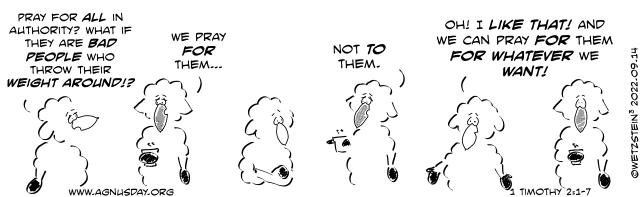 PRAY FOR ALL IN
AUTHORITY? WHAT IF
THEY ARE BAD
PEOPLE WHO
THROW THEIR
WEIGHT AROUND!?
WE PRAY
FOR
THEM...
NOT TO
THEM.
OH! I LIKE THAT! AND
WE CAN PRAY FOR THEM
FOR WHATEVER WE
WANT!
©WETZSTEIN³ 2022.09.14
WWW.AGNUSDAY.ORG
1 TIMOTHY 2:1-7